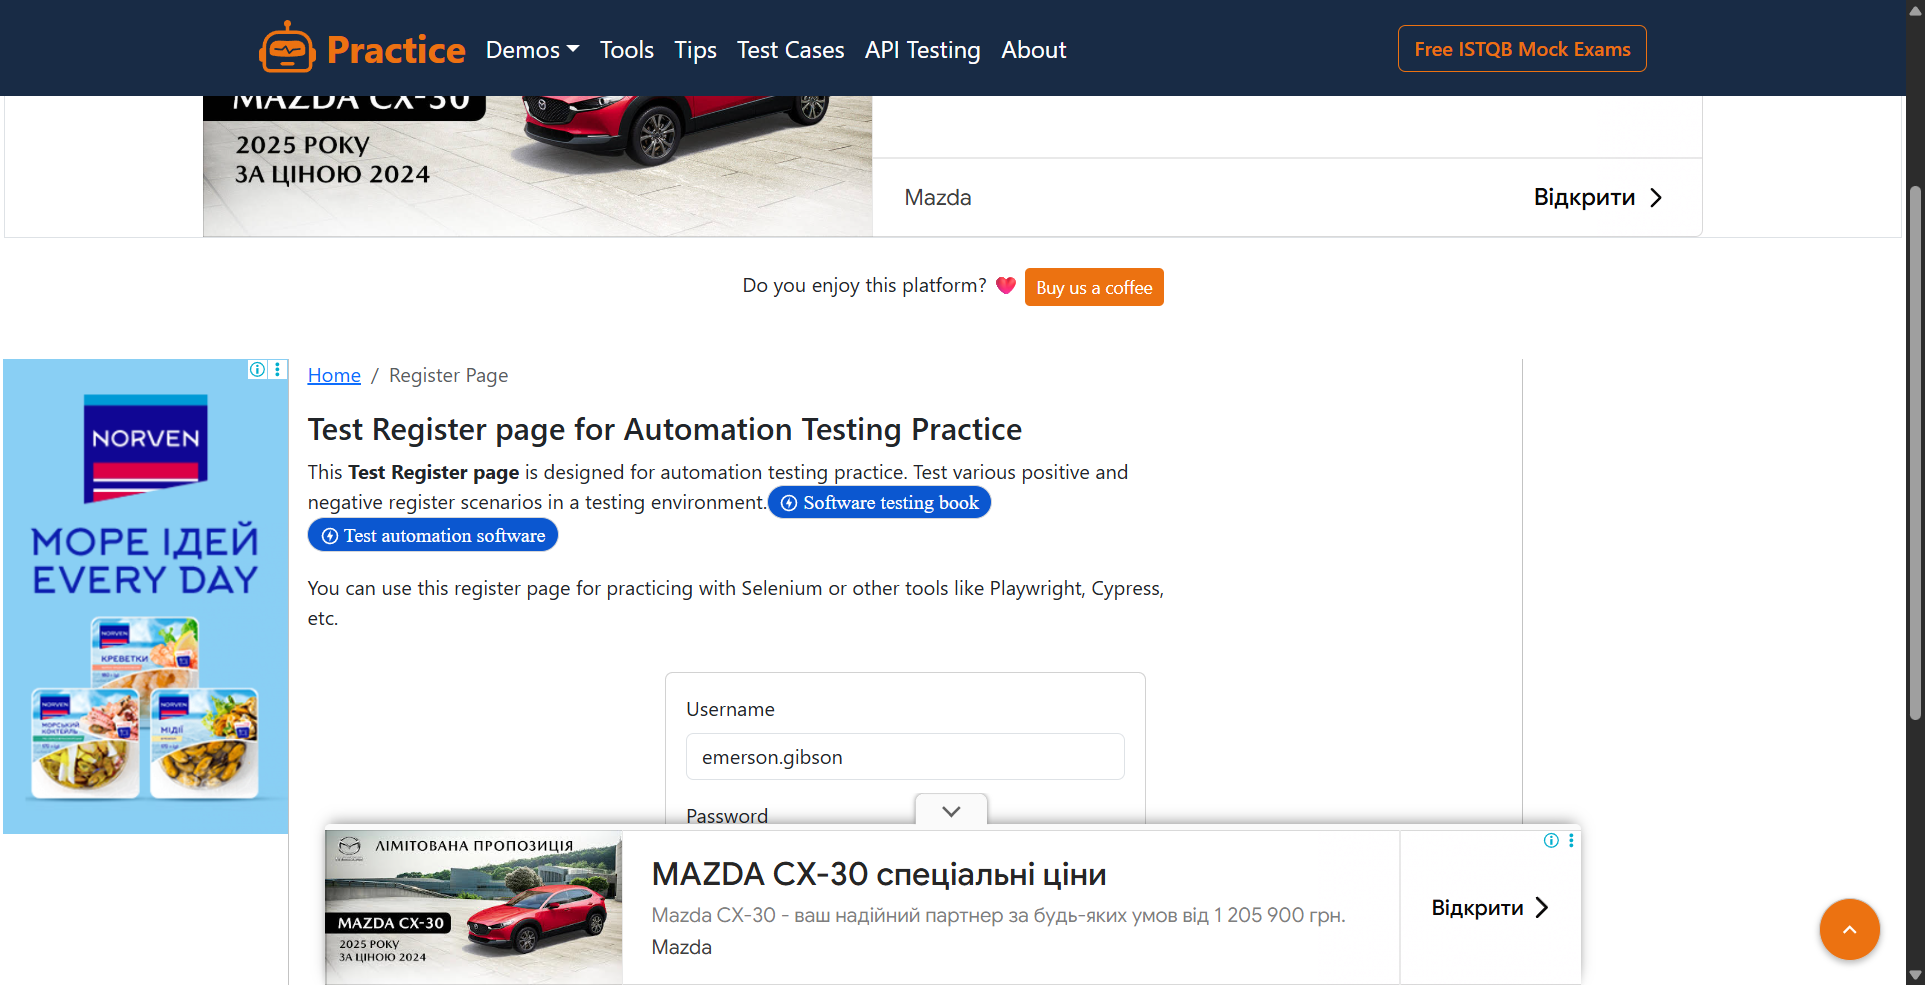 Practice
Demos
Tools
Tips
Test Cases
API Testing
About
Free ISTQB Mock Exams
MAZDA CX-30
2025 РОКУ
ЗА ЦІНОЮ 2024
Mazda
Відкрити
Do you enjoy this platform?
Buy us a coffee
NORVEN
МОРЕ ІДЕЙ
EVERY DAY
NORVEN
КРЕВЕТКИ
NORVEN
МОРСЬКИЙ
КОКТЕЙЛЬ
NORVEN
МІДІЇ
Home / Register Page
Test Register page for Automation Testing Practice
This Test Register page is designed for automation testing practice. Test various positive and
negative register scenarios in a testing environment. Software testing book
Test automation software
You can use this register page for practicing with Selenium or other tools like Playwright, Cypress,
etc.
Username
emerson.gibson
Password
ЛІМІТОВАНА ПРОПОЗИЦІЯ
MAZDA CX-30
2025 РОКУ
ЗА ЦІНОЮ 2024
MAZDA CX-30 спеціальні ціни
Mazda CX-30 - ваш надійний партнер за будь-яких умов від 1 205 900 грн.
Mazda
Відкрити